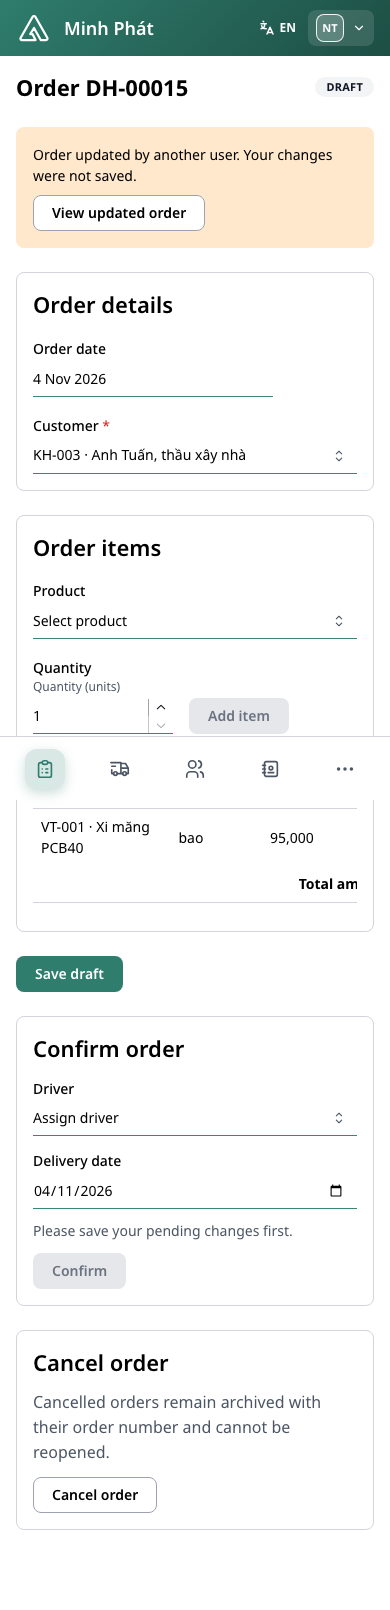 Minh Phát
EN
NT
Order DH-00015
DRAFT
Order updated by another user. Your changes
were not saved.
View updated order
Order details
Order date
4 Nov 2026
Customer *
KH-003 · Anh Tuấn, thầu xây nhà
Order items
Product
Select product
Quantity
Quantity (units)
1
Add item
VT-001 · Xi măng
PCB40
bao
95,000
Total am
Save draft
Confirm order
Driver
Assign driver
Delivery date
04/11/2026
Please save your pending changes first.
Confirm
Cancel order
Cancelled orders remain archived with
their order number and cannot be
reopened.
Cancel order